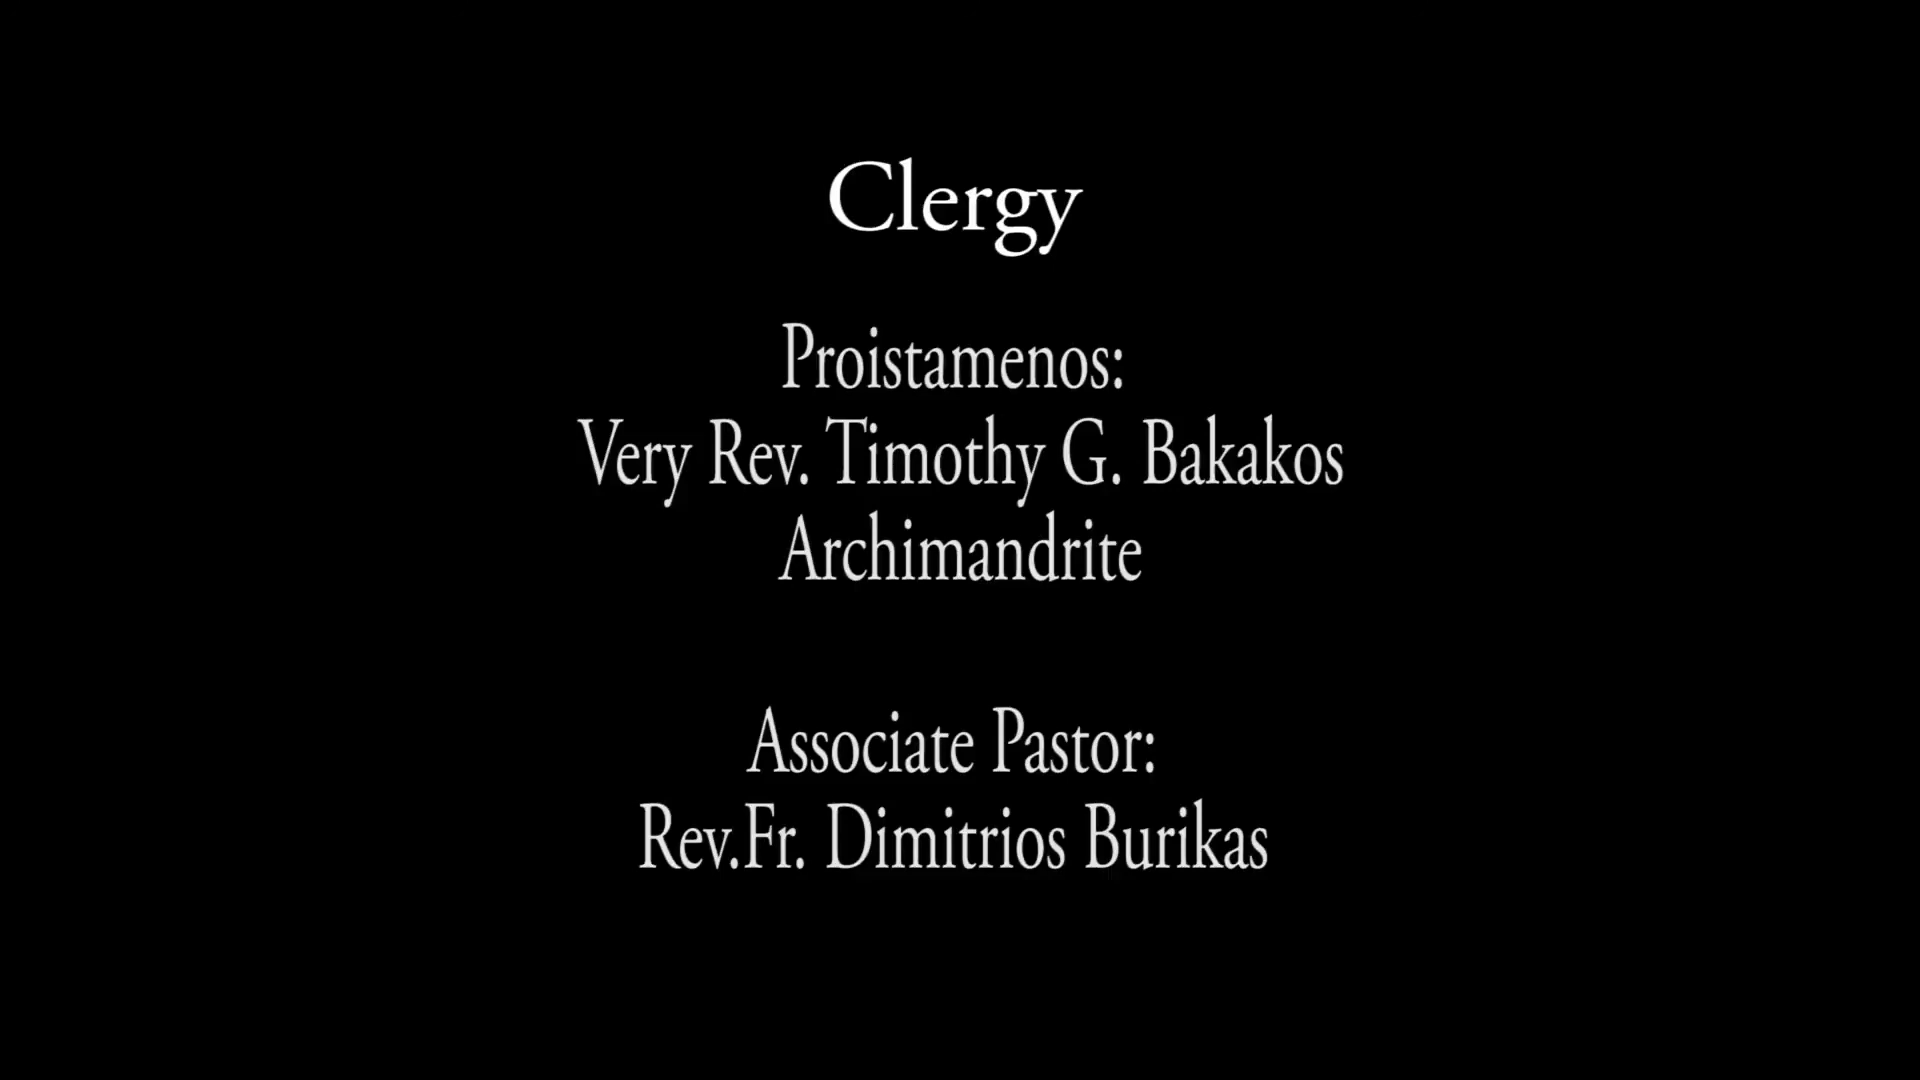 Clergy
Proistamenos:
Very Rev. Timothy G. Bakakos
Archimandrite
Associate Pastor:
Rev.Fr. Dimitrios Burikas